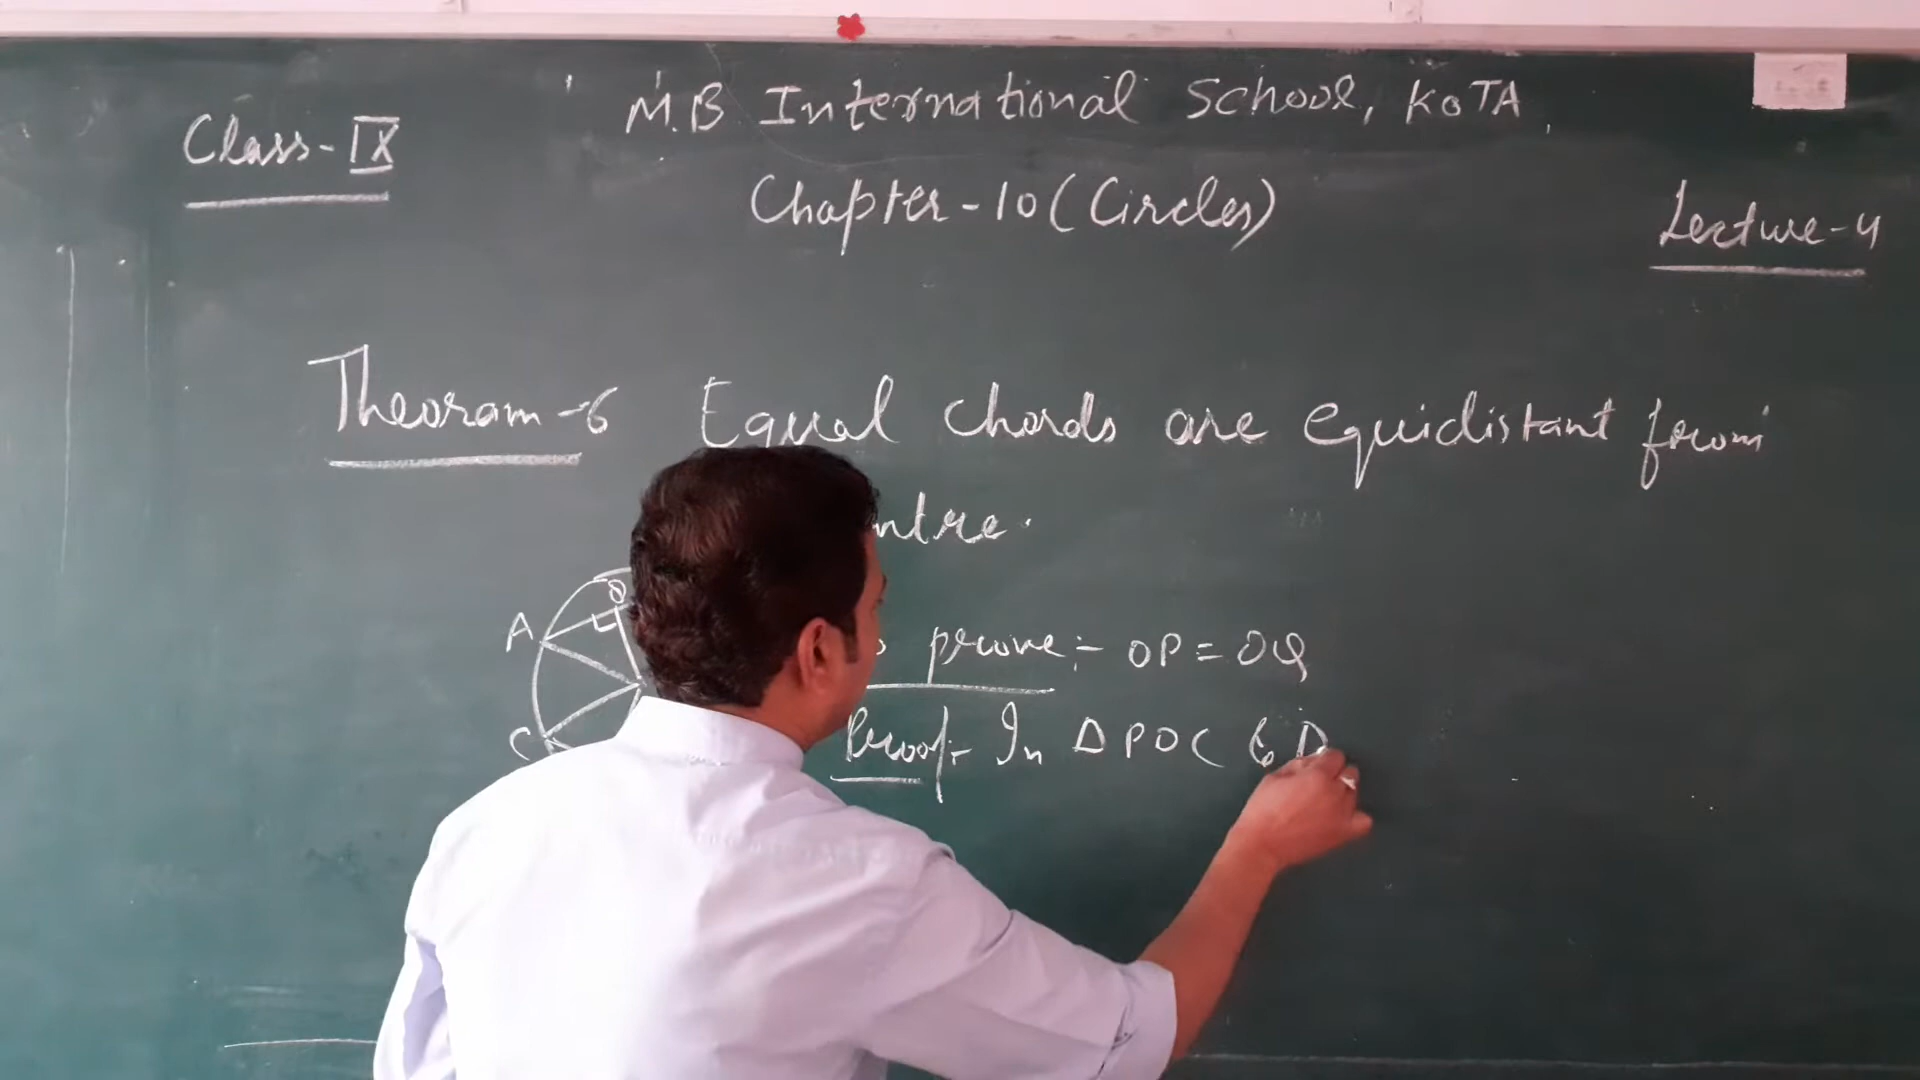 M.B International School, KOTA
Class-IX
Chapter-10 (Circles)
Lecture-4
Theoram-6 Equal chords are equidistant from
ntre.
A
prove:- OP = OQ
C
Proof:- In Δ POC & Δ